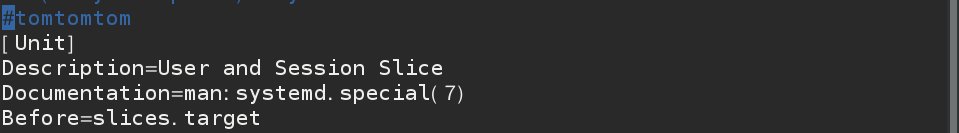 #tomtomtom
[Unit]
Description=User and Session Slice
Documentation=man:systemd.special(7)
Before=slices.target